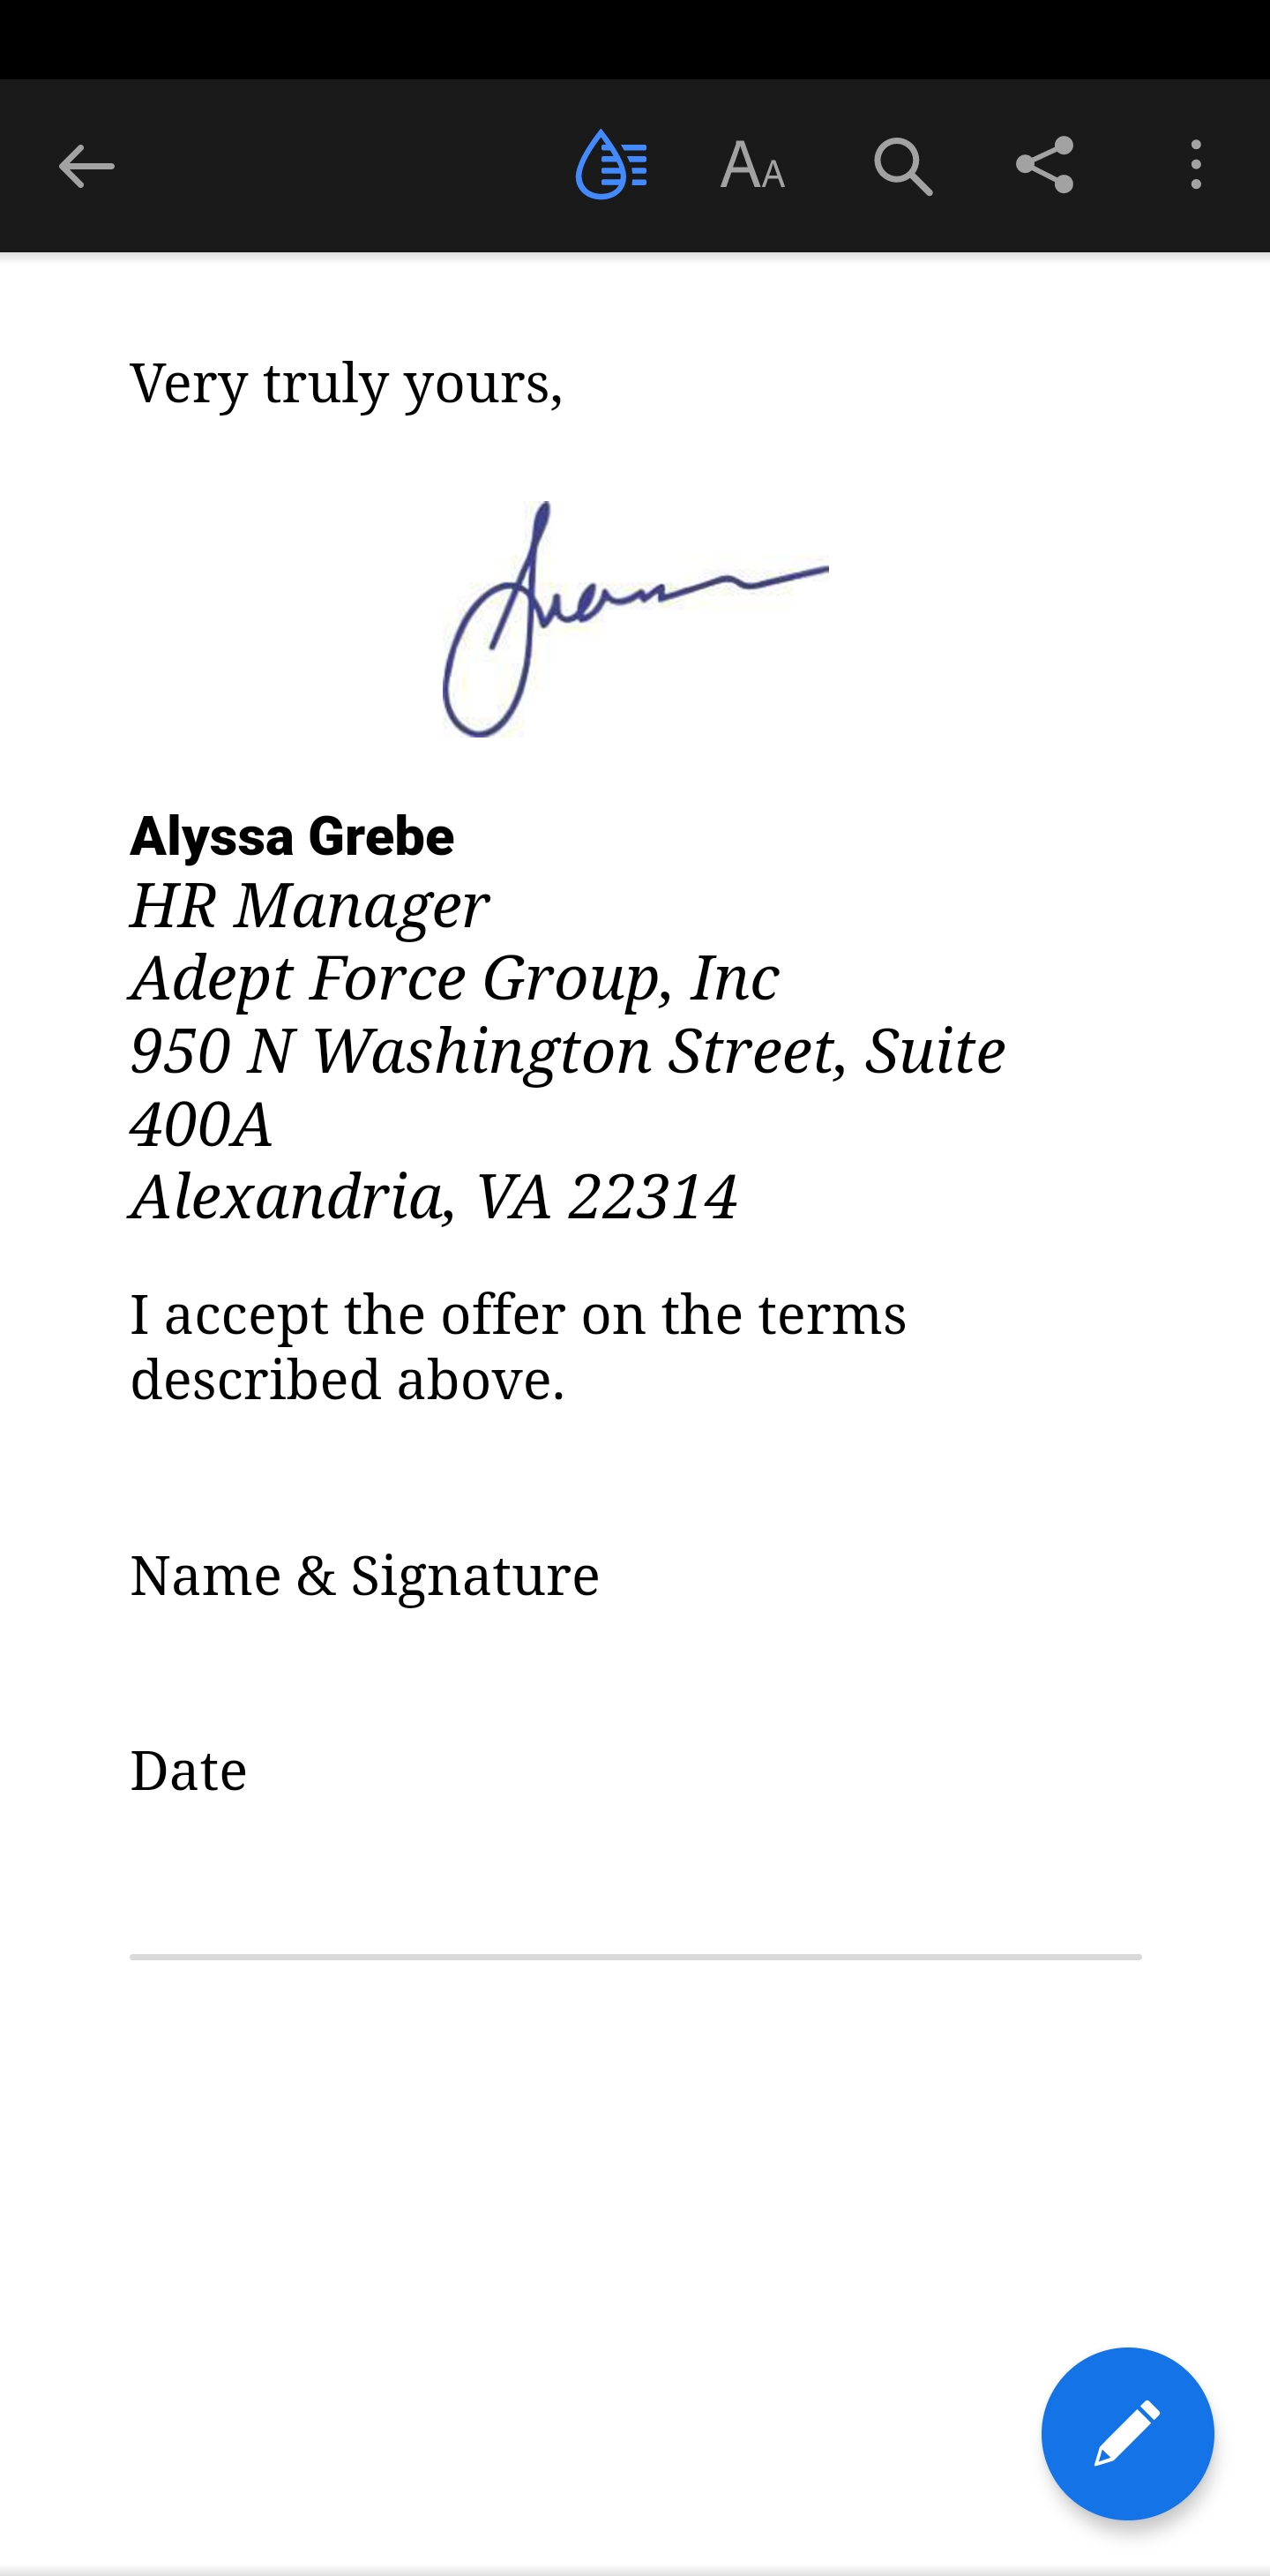 Very truly yours,
Alyssa Grebe
HR Manager
Adept Force Group, Inc
950 N Washington Street, Suite
400A
Alexandria, VA 22314
I accept the offer on the terms
described above.
Name & Signature
Date